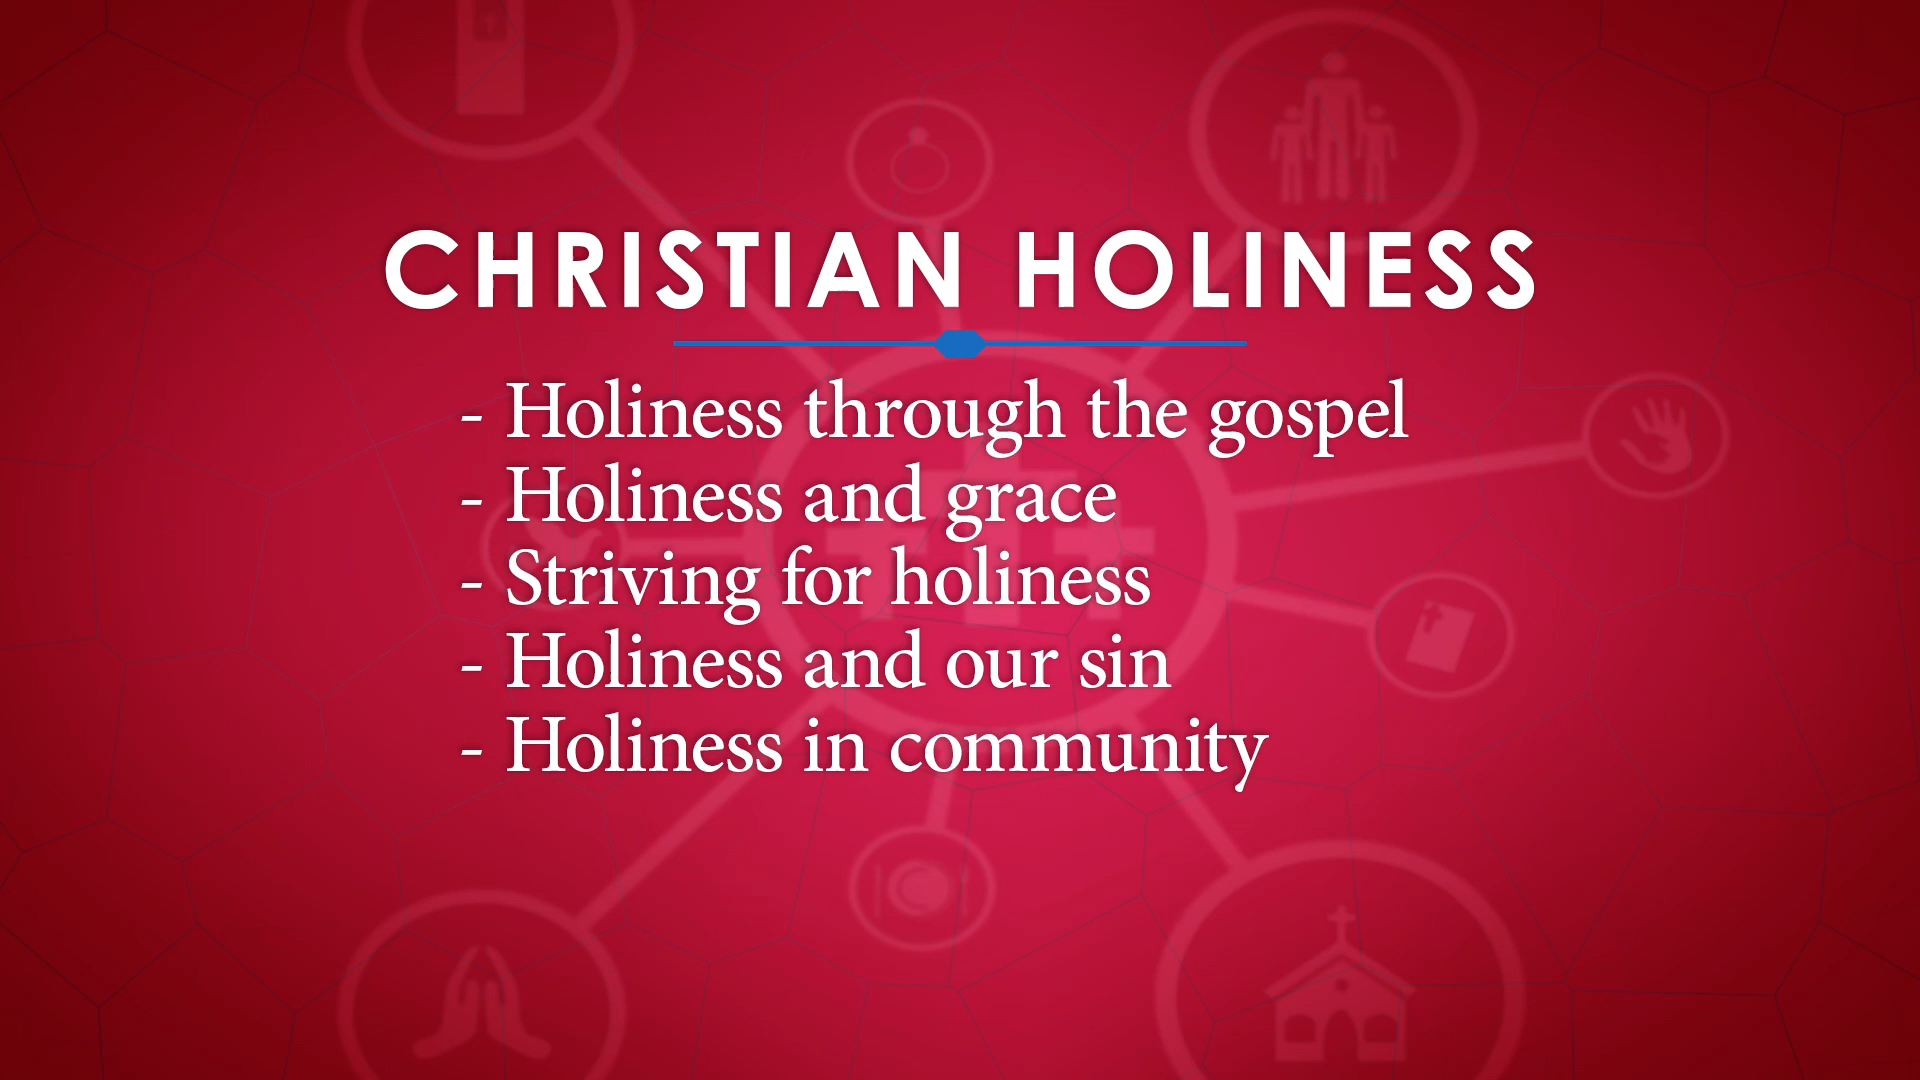 CHRISTIAN HOLINESS
- Holiness through the gospel
- Holiness and grace
- Striving for holiness
- Holiness and our sin
- Holiness in community